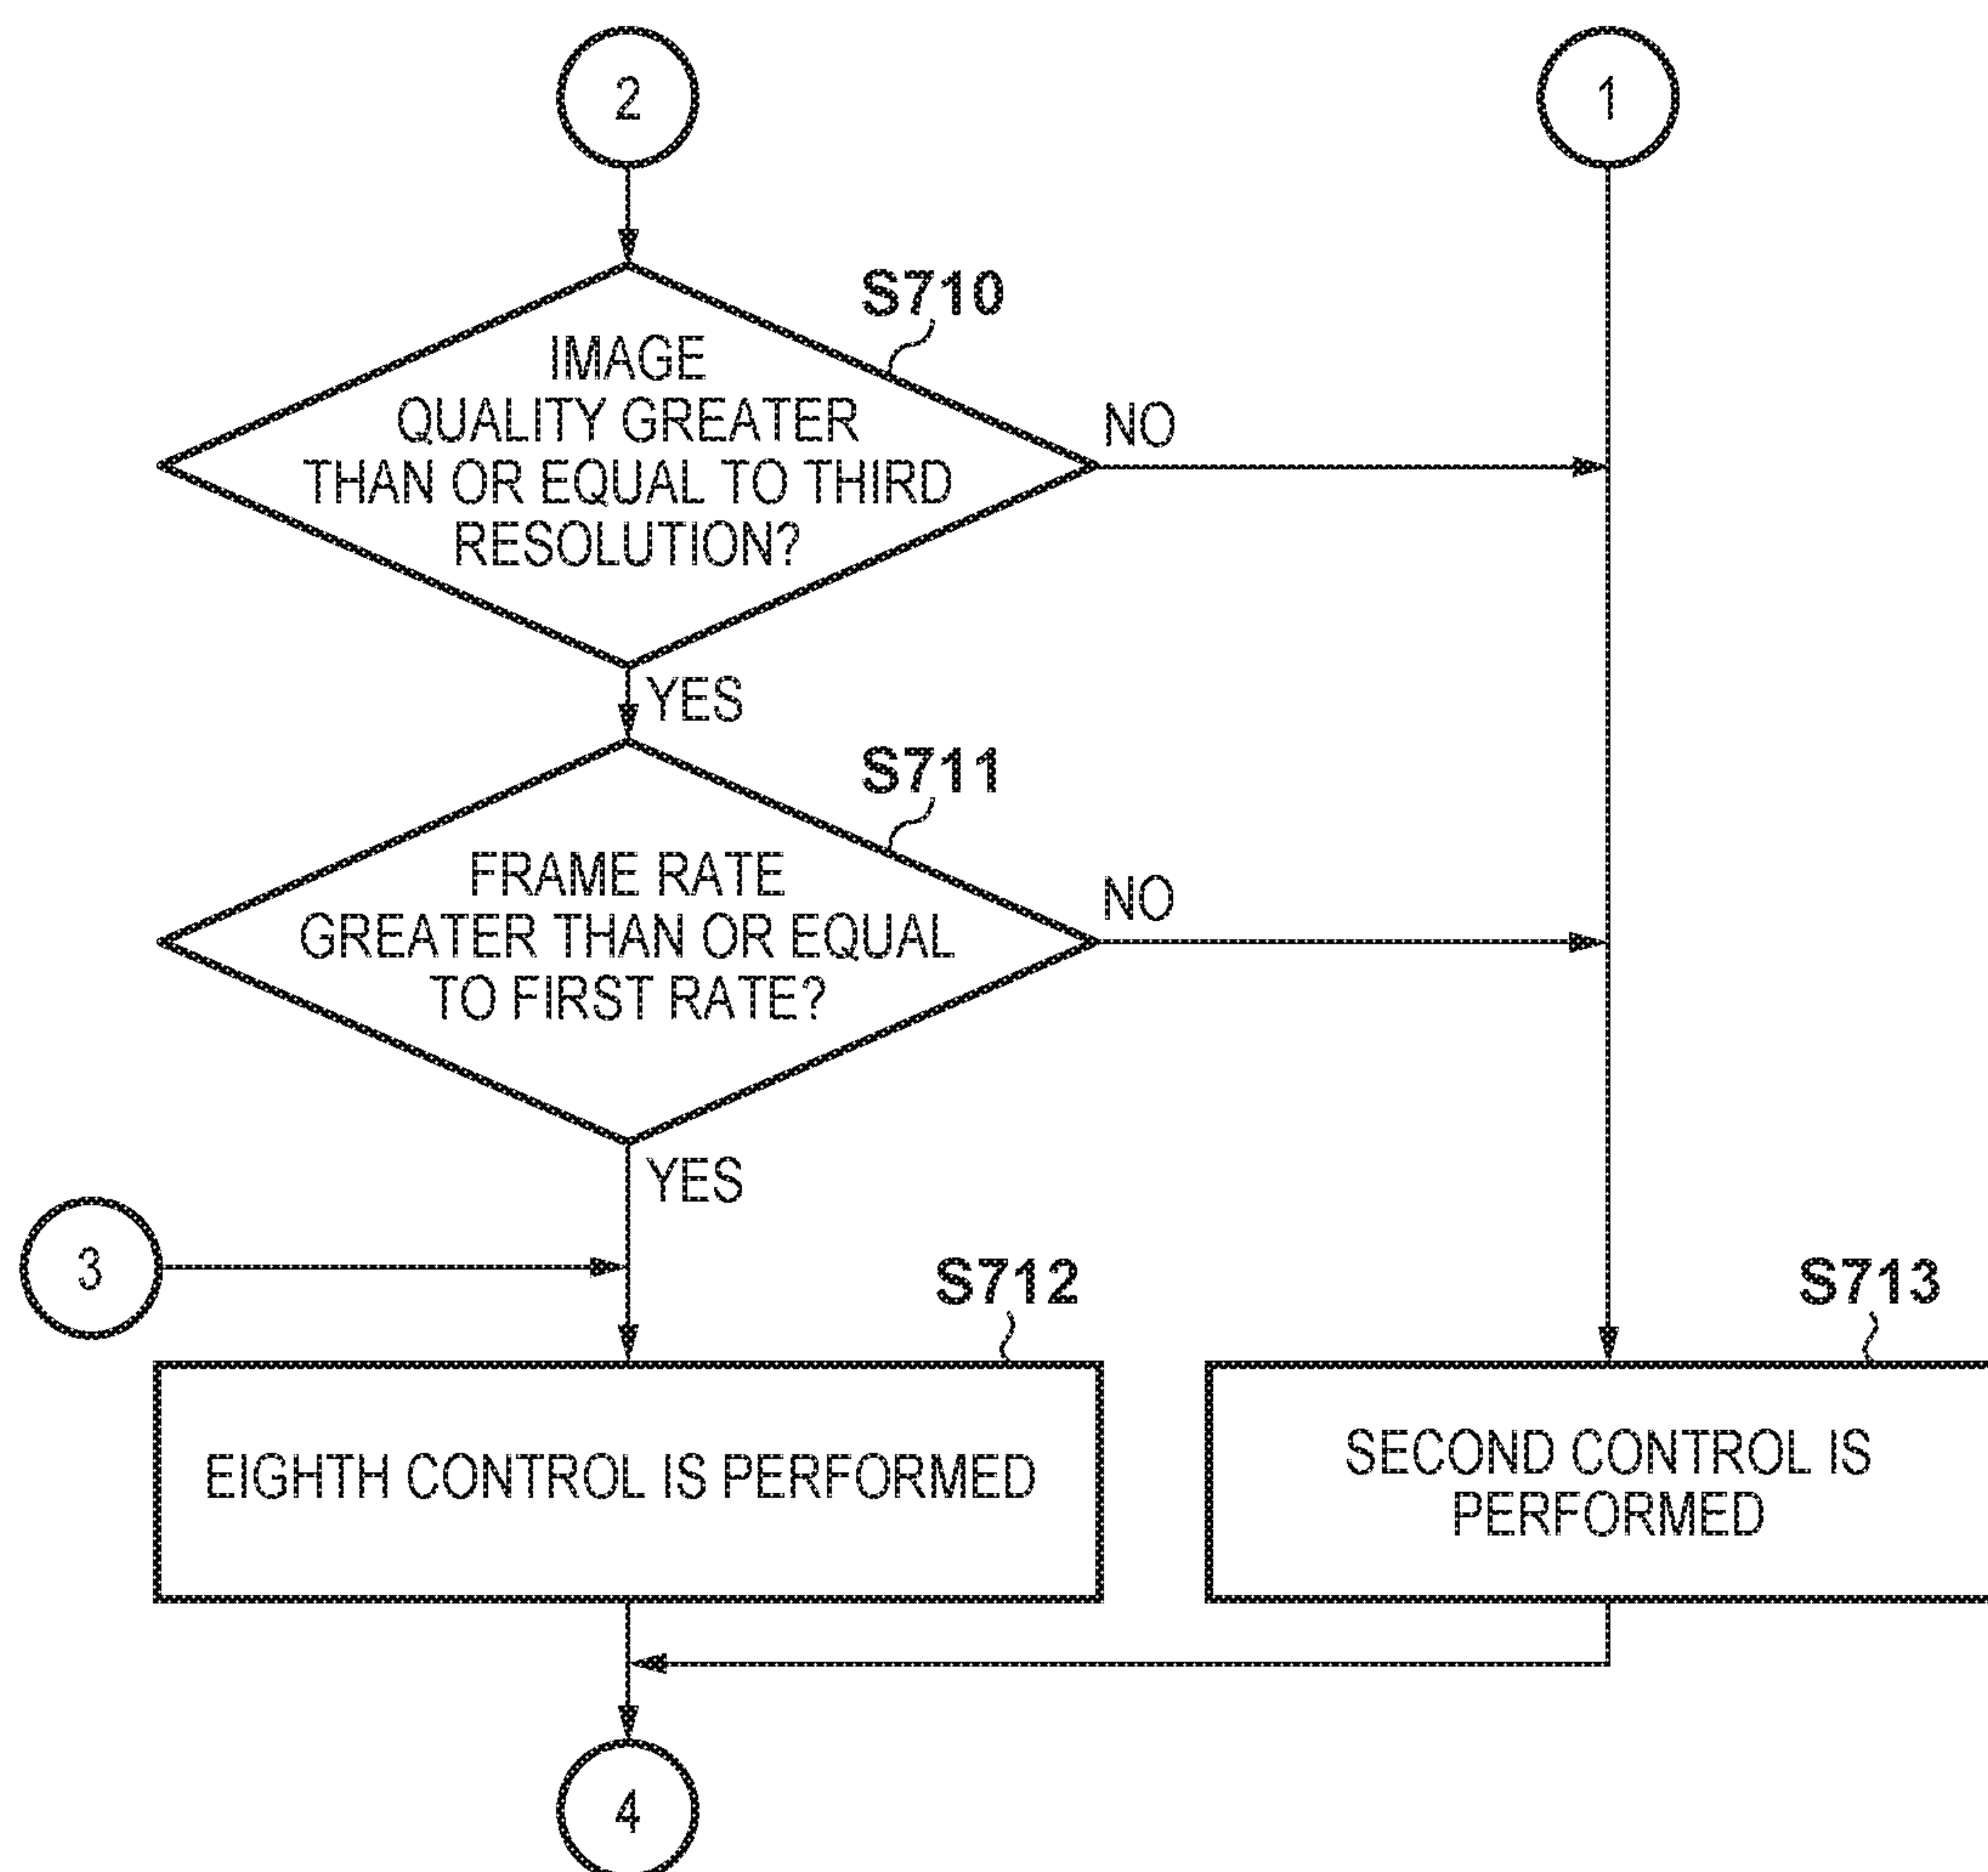 2
1
S710
IMAGE
QUALITY GREATER
THAN OR EQUAL TO THIRD
RESOLUTION?
NO
YES
S711
FRAME RATE
GREATER THAN OR EQUAL
TO FIRST RATE?
NO
YES
3
S712
S713
EIGHTH CONTROL IS PERFORMED
SECOND CONTROL IS
PERFORMED
4